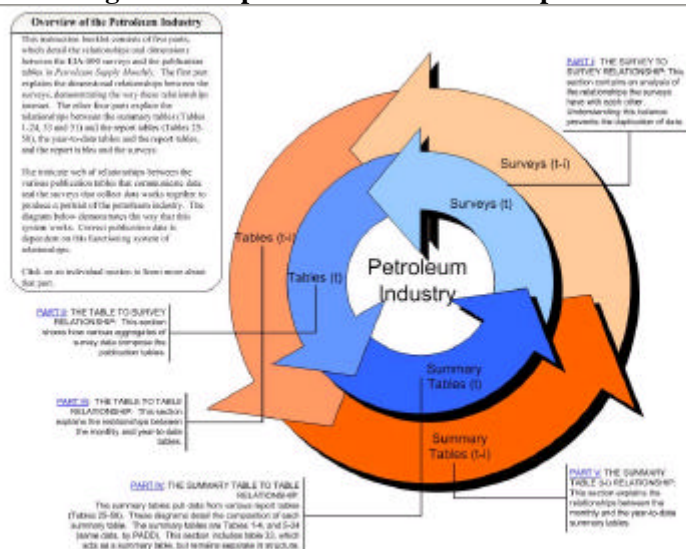 Overview of the Petroleum Industry
This instruction booklet consists of five parts,
which detail the relationships and dimensions
between the EIA-800 surveys and the publication
tables in Petroleum Supply Monthly. The first part
explains the dimensional relationships between the
surveys, demonstrating the way these relationships
interact. The other four parts explain the
relationships between the summary tables (Tables
and the report tables (Tables 25-
the year-to-date tables and the report tables,
and the report tables and the surveys.
The intricate web of relationships between the
various publication tables that communicate data
and the surveys that collect data works together to
produce a portrait of the petroleum industry. The
diagram below demonstrates the way that this
system works. Correct publication data is
dependent on this functioning system of
relationships.
Click on an individual section to learn more about
that part.
PART I: THE SURVEY TO
SURVEY RELATIONSHIP: This
section contains an analysis of
the relationships the surveys
have with each other.
Understanding this balance
prevents the duplication of data.
Surveys (t-i)
Surveys (t)
Tables (t-i)
Tables (t)
Petroleum
Industry
Summary
Tables (t)
Summary
Tables (t-i)
PART II: THE TABLE TO SURVEY
RELATIONSHIP: This section
shows how various aggregates of
survey data compose the
publication tables.
PART III: THE TABLE TO TABLE
RELATIONSHIP: This section
explains the relationships between
the monthly and year-to-date
tables.
PART IV: THE SUMMARY TABLE TO TABLE
RELATIONSHIP:
The summary tables pull data from various report tables
(Tables 25-58). These diagrams detail the composition of each
summary table. The summary tables are Tables 1-4, and 5-24
(same data, by PADD). This section includes table 33, which
acts as a summary table, but remains separate in structure.
PART V: THE SUMMARY
TABLE (t-i) RELATIONSHIP:
This section explains the
relationships between the
monthly and the year-to-date
summary tables.